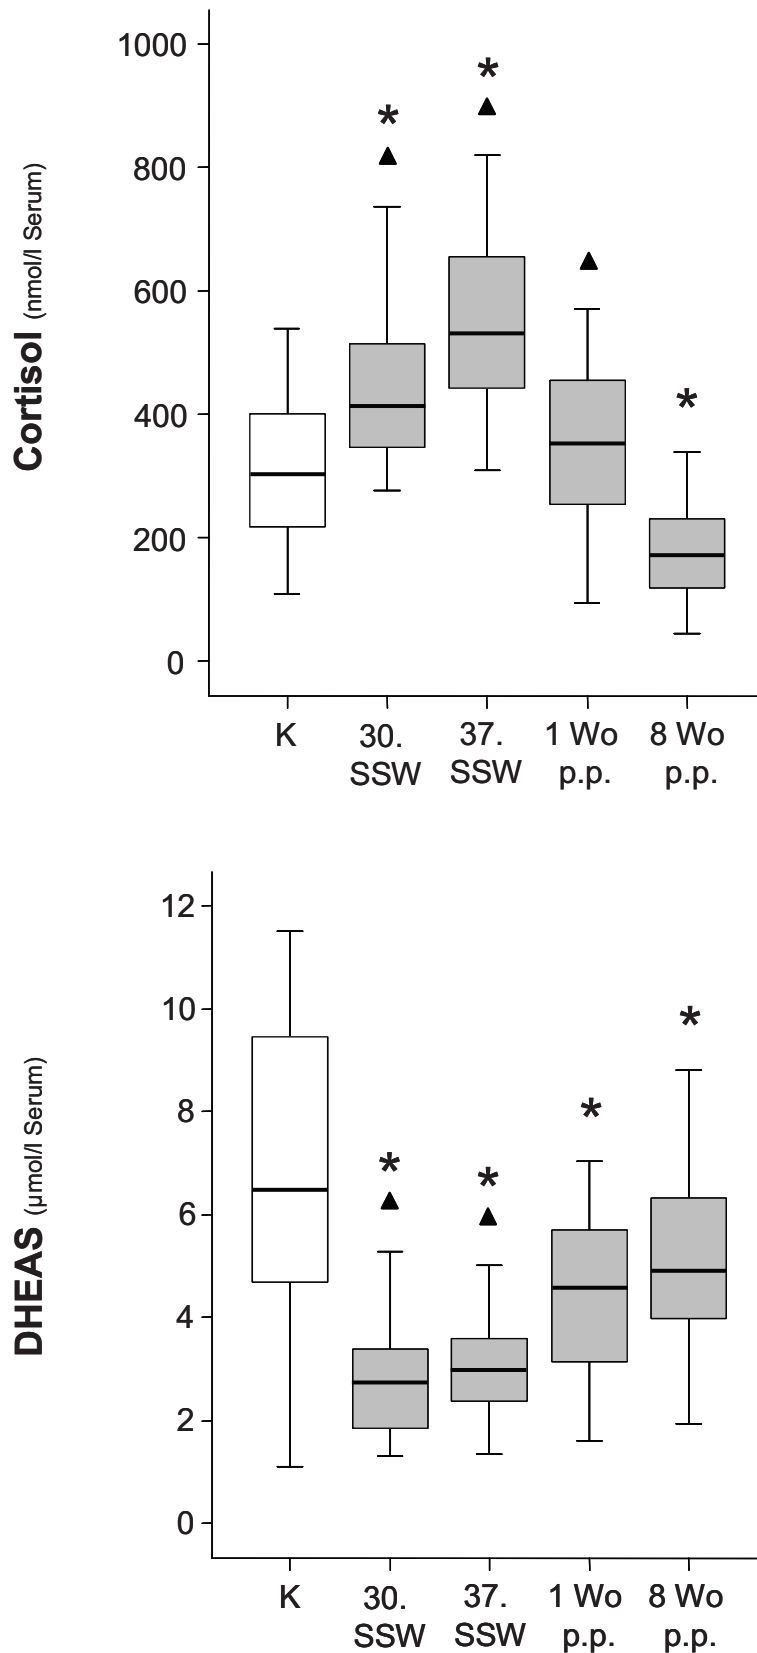 Cortisol (nmol/l Serum)
1000
800
600
400
200
0
*
*
*
K
30. SSW
37. SSW
1 Wo p.p.
8 Wo p.p.
DHEAS (µmol/l Serum)
12
10
8
6
4
2
0
*
*
*
*
K
30. SSW
37. SSW
1 Wo p.p.
8 Wo p.p.